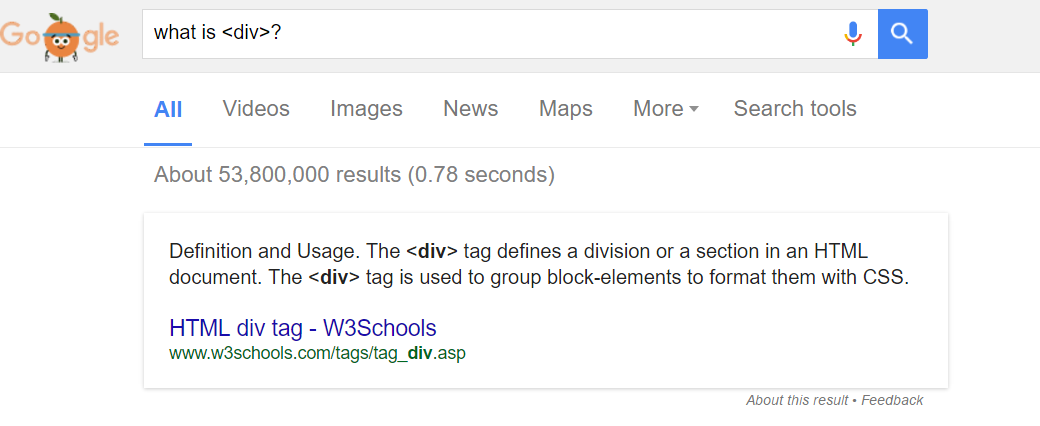 Google
what is <div>?
All Videos Images News Maps More Search tools
About 53,800,000 results (0.78 seconds)
Definition and Usage. The <div> tag defines a division or a section in an HTML
document. The <div> tag is used to group block-elements to format them with CSS.
HTML div tag - W3Schools
www.w3schools.com/tags/tag_div.asp
About this result • Feedback